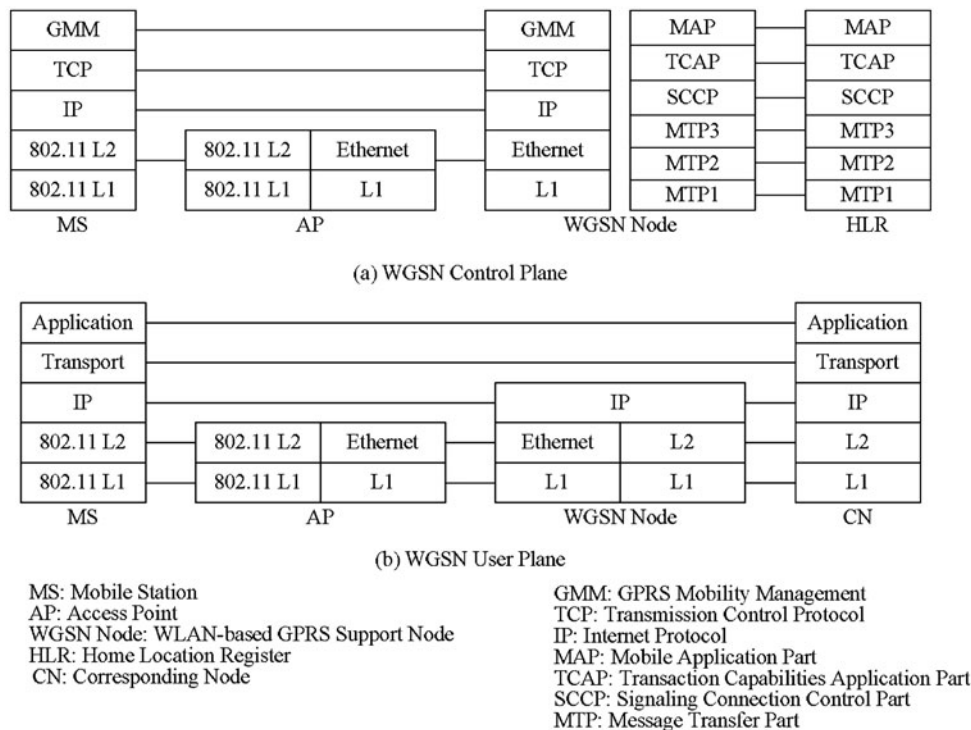 GMM GMM MAP MAP
TCP TCP TCAP TCAP
IP IP SCCP SCCP
802.11 L2 802.11 L2 Ethernet Ethernet MTP3 MTP3
MTP2 MTP2
802.11 L1 802.11 L1 L1 L1 MTP1 MTP1
MS AP WGSN Node HLR
(a) WGSN Control Plane
Application Application
Transport Transport
IP IP IP
802.11 L2 802.11 L2 Ethernet Ethernet L2 L2
802.11 L1 802.11 L1 L1 L1 L1 L1
MS AP WGSN Node CN
(b) WGSN User Plane
MS: Mobile Station
AP: Access Point
WGSN Node: WLAN-based GPRS Support Node
HLR: Home Location Register
CN: Corresponding Node
GMM: GPRS Mobility Management
TCP: Transmission Control Protocol
IP: Internet Protocol
MAP: Mobile Application Part
TCAP: Transaction Capabilities Application Part
SCCP: Signaling Connection Control Part
MTP: Message Transfer Part